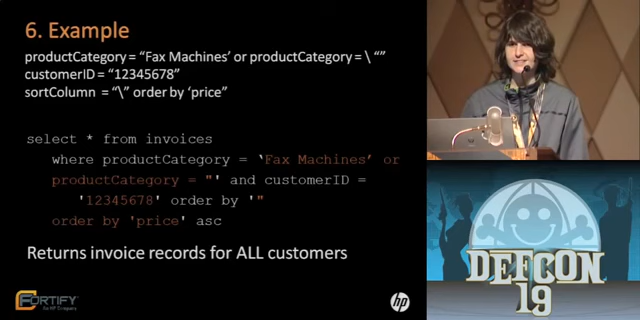 6. Example
productCategory = “Fax Machines’ or productCategory = \ “”
customerID = “12345678”
sortColumn = “\” order by ‘price”
select * from invoices
where productCategory = ‘Fax Machines’ or
productCategory = "' and customerID =
'12345678' order by '"
order by 'price' asc
Returns invoice records for ALL customers
FORTIFY
An HP Company
hp
DEFCON
19